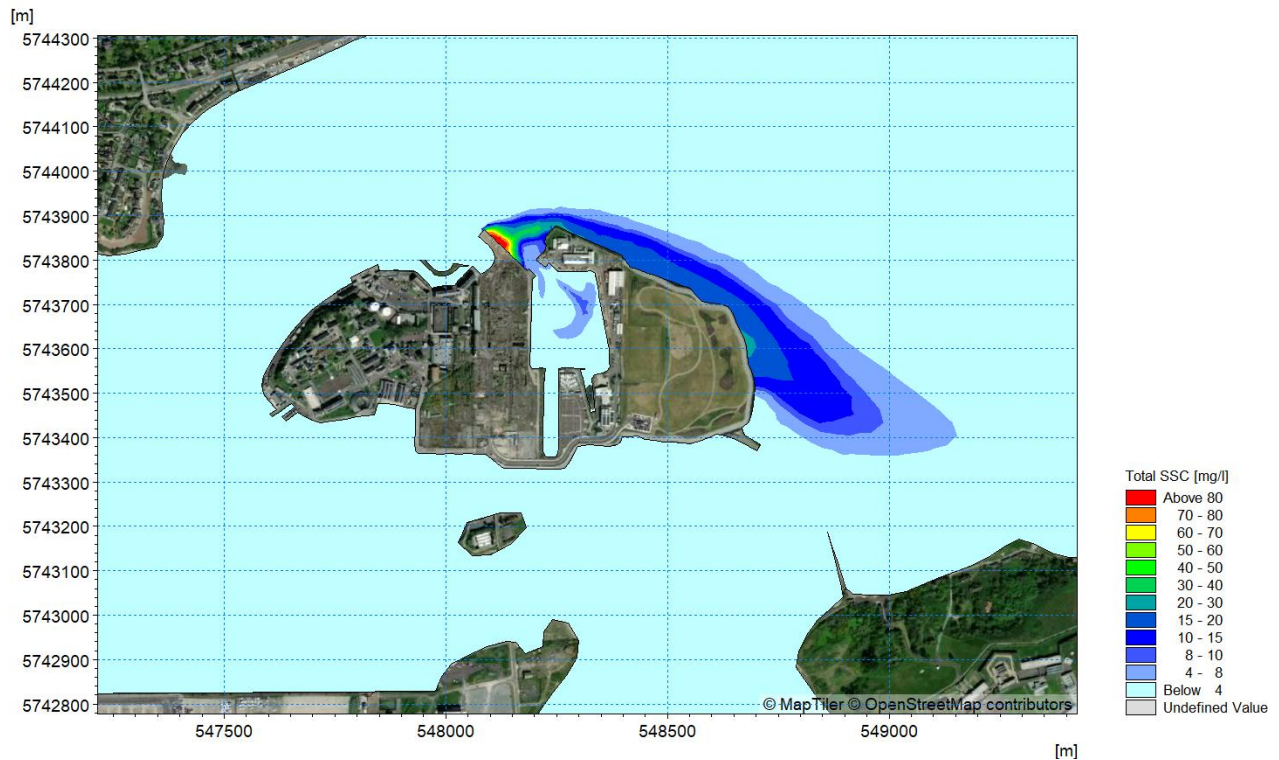 [m]
5744300
5744200
5744100
5744000
5743900
5743800
5743700
5743600
5743500
5743400
5743300
5743200
5743100
5743000
5742900
5742800
547500 548000 548500 549000
[m]
© MapTiler © OpenStreetMap contributors
Total SSC [mg/l]
Above 80
70 - 80
60 - 70
50 - 60
40 - 50
30 - 40
20 - 30
15 - 20
10 - 15
8 - 10
4 - 8
Below 4
Undefined Value